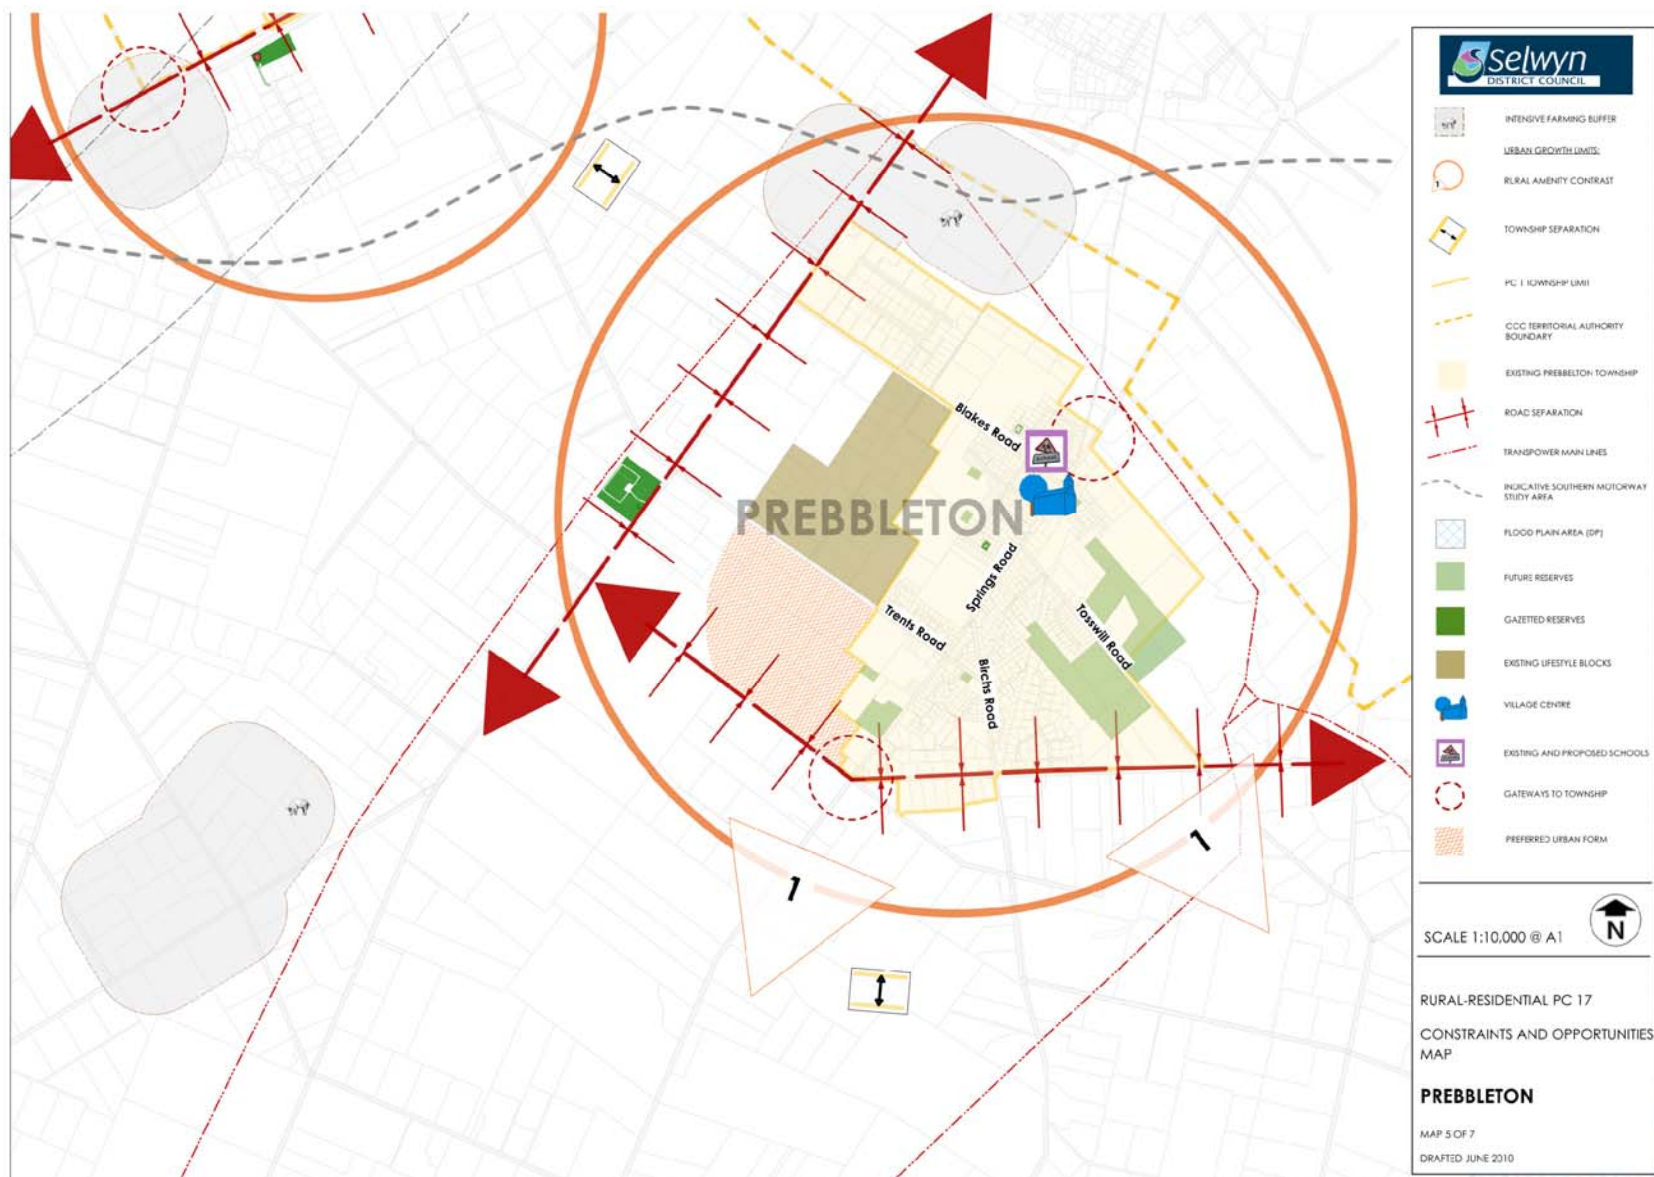 PREBBLETON
Blakes Road
Springs Road
Trents Road
Birchs Road
Tosswill Road
1
1
Selwyn
DISTRICT COUNCIL
INTENSIVE FARMING BUFFER
URBAN GROWTH LIMITS:
1
RURAL AMENITY CONTRAST
TOWNSHIP SEPARATION
PC 1 TOWNSHIP LIMIT
CCC TERRITORIAL AUTHORITY
BOUNDARY
EXISTING PREBBELTON TOWNSHIP
ROAD SEPARATION
TRANSPOWER MAIN LINES
INDICATIVE SOUTHERN MOTORWAY
STUDY AREA
FLOOD PLAIN AREA (DP)
FUTURE RESERVES
GAZETTED RESERVES
EXISTING LIFESTYLE BLOCKS
VILLAGE CENTRE
EXISTING AND PROPOSED SCHOOLS
GATEWAYS TO TOWNSHIP
PREFERRED URBAN FORM
SCALE 1:10,000 @ A1
N
RURAL-RESIDENTIAL PC 17
CONSTRAINTS AND OPPORTUNITIES
MAP
PREBBLETON
MAP 5 OF 7
DRAFTED JUNE 2010